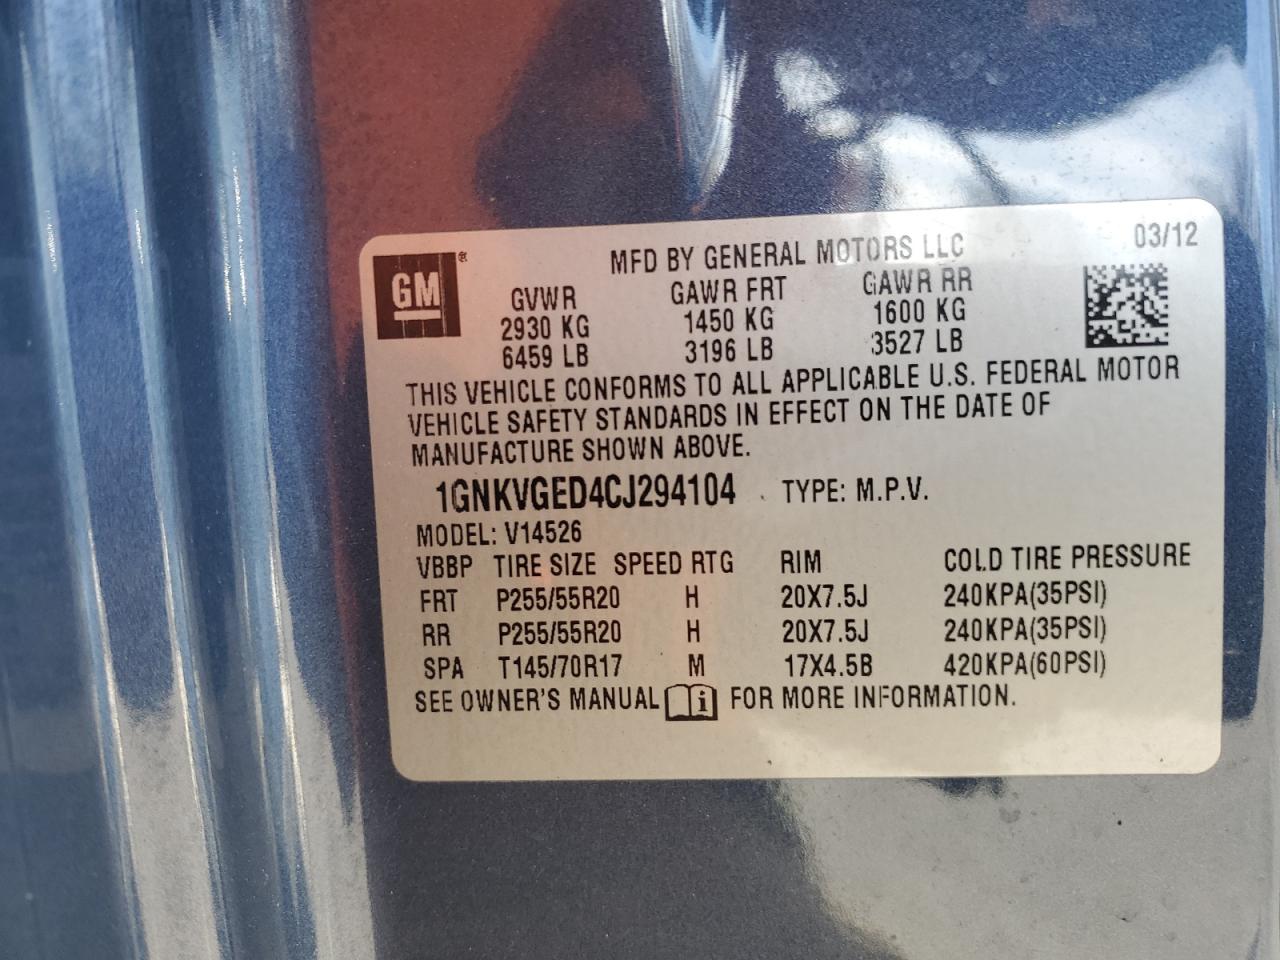 03/12
MFD BY GENERAL MOTORS LLC
GM®
GVWR GAWR FRT GAWR RR
2930 KG 1450 KG 1600 KG
6459 LB 3196 LB 3527 LB
THIS VEHICLE CONFORMS TO ALL APPLICABLE U.S. FEDERAL MOTOR
VEHICLE SAFETY STANDARDS IN EFFECT ON THE DATE OF
MANUFACTURE SHOWN ABOVE.
1GNKVGED4CJ294104 TYPE: M.P.V.
MODEL: V14526
VBBP TIRE SIZE SPEED RTG RIM COLD TIRE PRESSURE
FRT P255/55R20 H 20X7.5J 240KPA(35PSI)
RR P255/55R20 H 20X7.5J 240KPA(35PSI)
SPA T145/70R17 M 17X4.5B 420KPA(60PSI)
SEE OWNER'S MANUAL i FOR MORE INFORMATION.